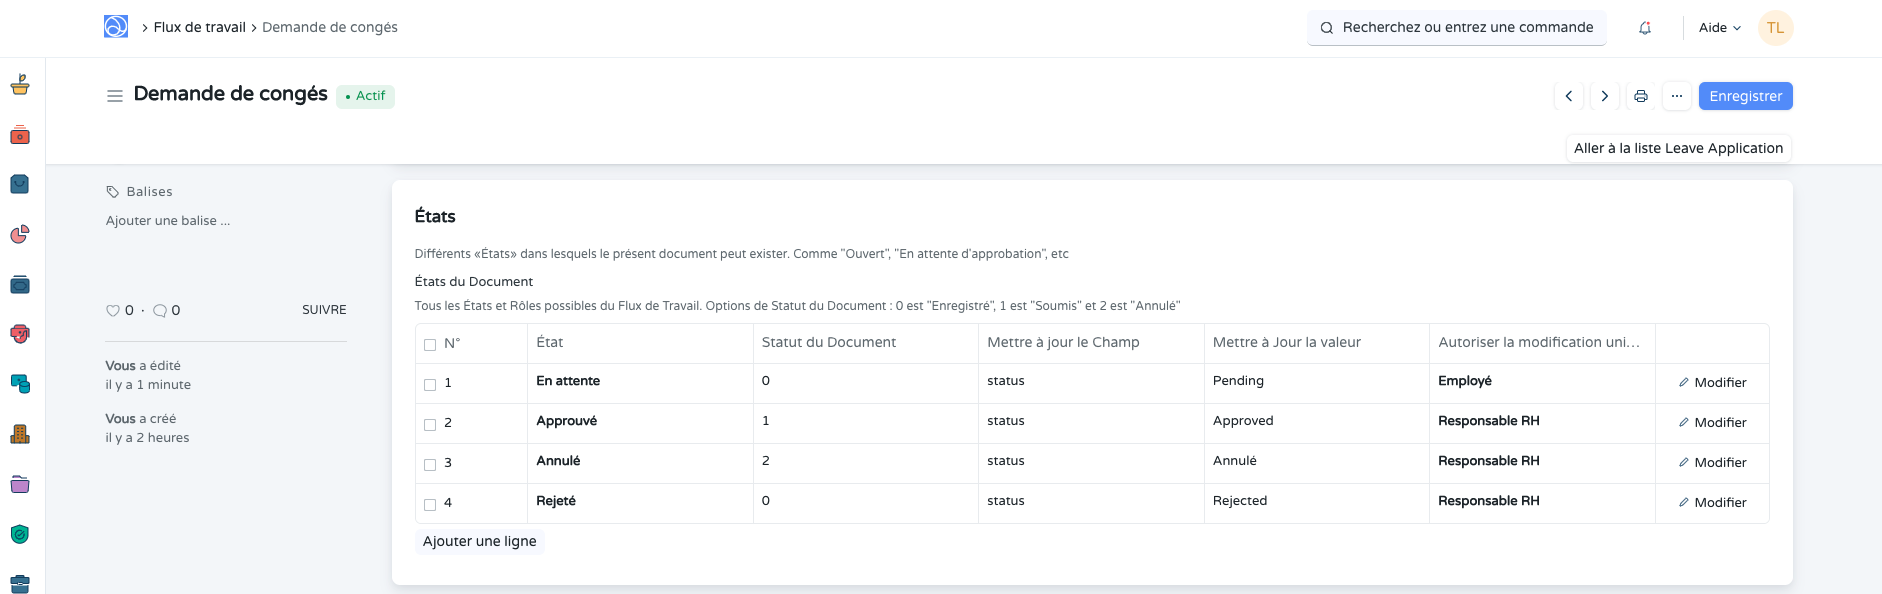 Flux de travail Demande de congés
Recherchez ou entrez une commande
Aide
TL
Demande de congés
Actif
...
Enregistrer
Aller à la liste Leave Application
Balises
Ajouter une balise ...
0 · 0
SUIVRE
Vous a édité
il y a 1 minute
Vous a créé
il y a 2 heures
États
Différents «États» dans lesquels le présent document peut exister. Comme "Ouvert", "En attente d'approbation", etc
États du Document
Tous les États et Rôles possibles du Flux de Travail. Options de Statut du Document : 0 est "Enregistré", 1 est "Soumis" et 2 est "Annulé"
N° État Statut du Document Mettre à jour le Champ Mettre à Jour la valeur Autoriser la modification uni...
1 En attente 0 status Pending Employé Modifier
2 Approuvé 1 status Approved Responsable RH Modifier
3 Annulé 2 status Annulé Responsable RH Modifier
4 Rejeté 0 status Rejected Responsable RH Modifier
Ajouter une ligne